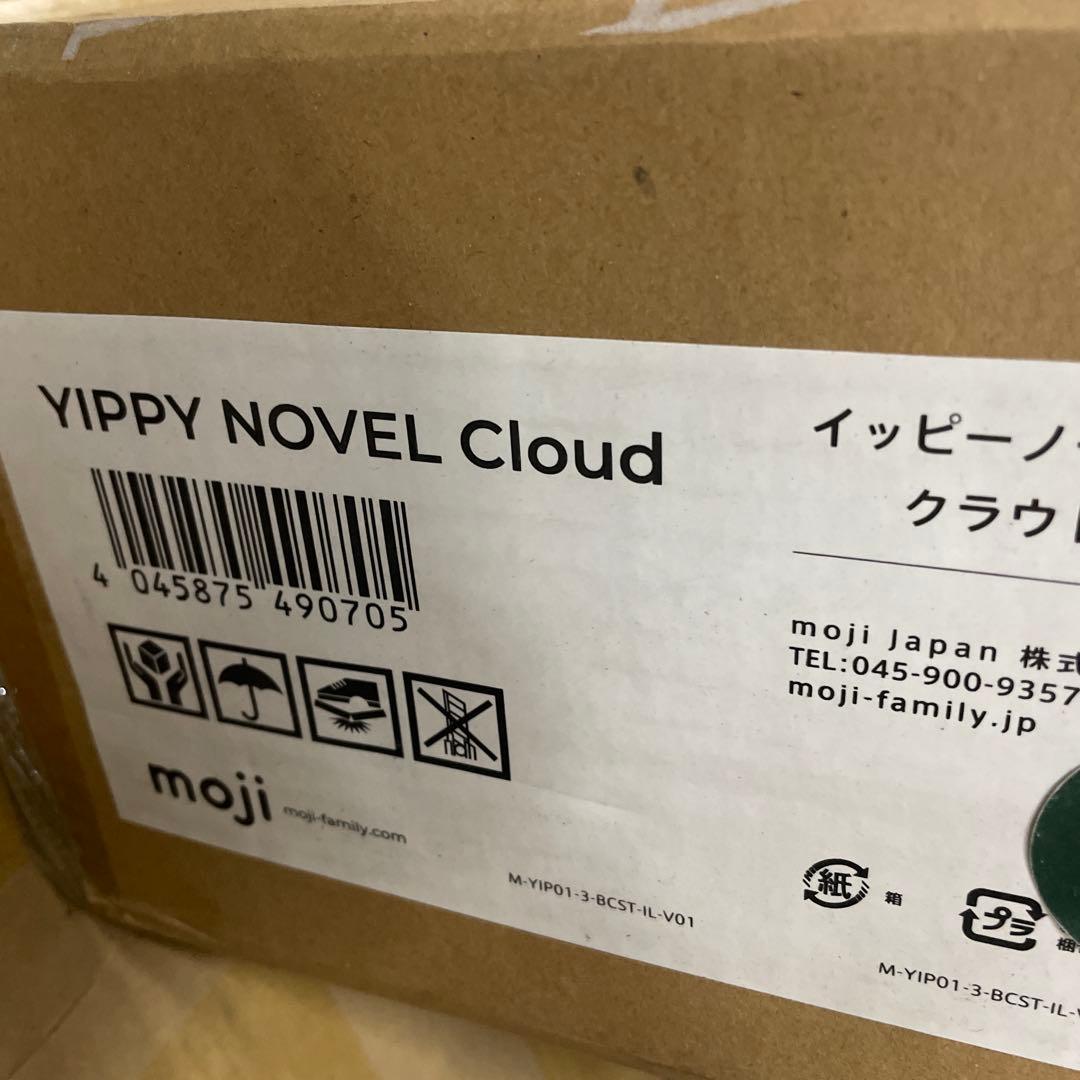 YIPPY NOVEL Cloud
4 045875 490705
moji moji-family.com
M-YIP01-3-BCST-IL-V01
イッピーノ
クラウ
moji Japan 株式
TEL:045-900-9357
moji-family.jp
紙 箱
プラ
M-YIP01-3-BCST-IL-